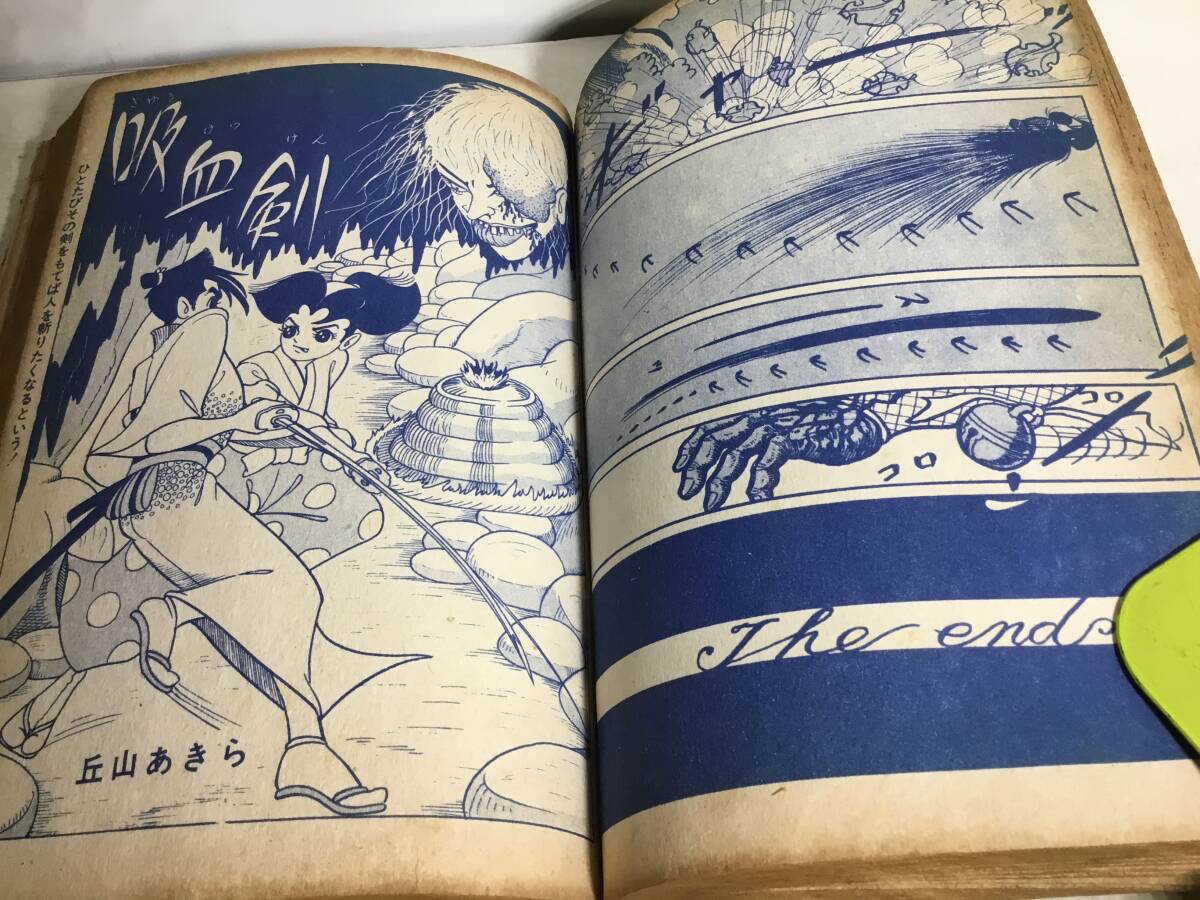 吸血剣
きゅう
けつ
けん
ひとたびその剣をもてば人を斬りたくなるという？
丘山あきら
コロ
コロ
The end